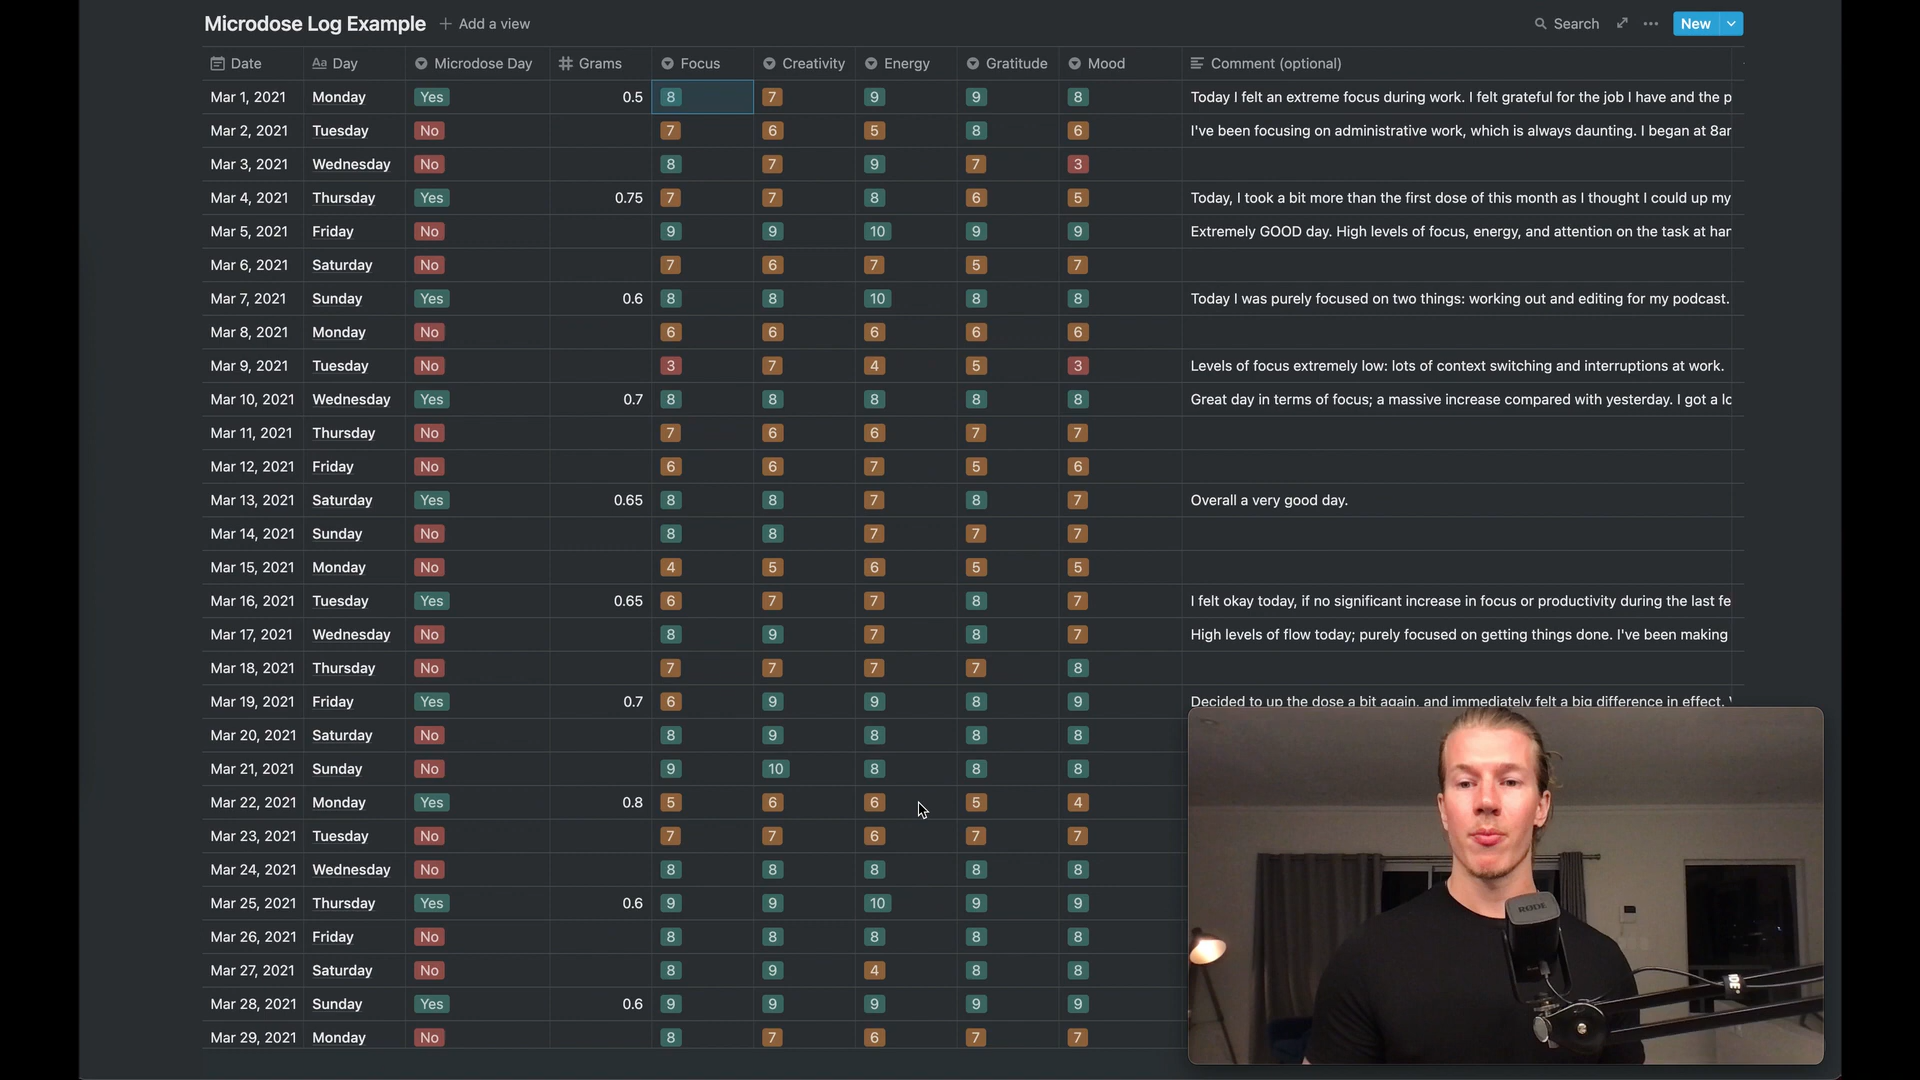 Microdose Log Example + Add a view Search ... New
Date Aa Day Microdose Day # Grams Focus Creativity Energy Gratitude Mood Comment (optional)
Mar 1, 2021 Monday Yes 0.5 8 7 9 9 8 Today I felt an extreme focus during work. I felt grateful for the job I have and the p
Mar 2, 2021 Tuesday No 7 6 5 8 6 I've been focusing on administrative work, which is always daunting. I began at 8ar
Mar 3, 2021 Wednesday No 8 7 9 7 3
Mar 4, 2021 Thursday Yes 0.75 7 7 8 6 5 Today, I took a bit more than the first dose of this month as I thought I could up my
Mar 5, 2021 Friday No 9 9 10 9 9 Extremely GOOD day. High levels of focus, energy, and attention on the task at har
Mar 6, 2021 Saturday No 7 6 7 5 7
Mar 7, 2021 Sunday Yes 0.6 8 8 10 8 8 Today I was purely focused on two things: working out and editing for my podcast.
Mar 8, 2021 Monday No 6 6 6 6 6
Mar 9, 2021 Tuesday No 3 7 4 5 3 Levels of focus extremely low: lots of context switching and interruptions at work.
Mar 10, 2021 Wednesday Yes 0.7 8 8 8 8 8 Great day in terms of focus; a massive increase compared with yesterday. I got a lo
Mar 11, 2021 Thursday No 7 6 6 7 7
Mar 12, 2021 Friday No 6 6 7 5 6
Mar 13, 2021 Saturday Yes 0.65 8 8 7 8 7 Overall a very good day.
Mar 14, 2021 Sunday No 8 8 7 7 7
Mar 15, 2021 Monday No 4 5 6 5 5
Mar 16, 2021 Tuesday Yes 0.65 6 7 7 8 7 I felt okay today, if no significant increase in focus or productivity during the last fe
Mar 17, 2021 Wednesday No 8 9 7 8 7 High levels of flow today; purely focused on getting things done. I've been making
Mar 18, 2021 Thursday No 7 7 7 7 8
Mar 19, 2021 Friday Yes 0.7 6 9 9 8 9 Decided to up the dose a bit again, and immediately felt a big difference in effect.
Mar 20, 2021 Saturday No 8 9 8 8 8
Mar 21, 2021 Sunday No 9 10 8 8 8
Mar 22, 2021 Monday Yes 0.8 5 6 6 5 4
Mar 23, 2021 Tuesday No 7 7 6 7 7
Mar 24, 2021 Wednesday No 8 8 8 8 8
Mar 25, 2021 Thursday Yes 0.6 9 9 10 9 9
Mar 26, 2021 Friday No 8 8 8 8 8
Mar 27, 2021 Saturday No 8 9 4 8 8
Mar 28, 2021 Sunday Yes 0.6 9 9 9 9 9
Mar 29, 2021 Monday No 8 7 6 7 7
RODE